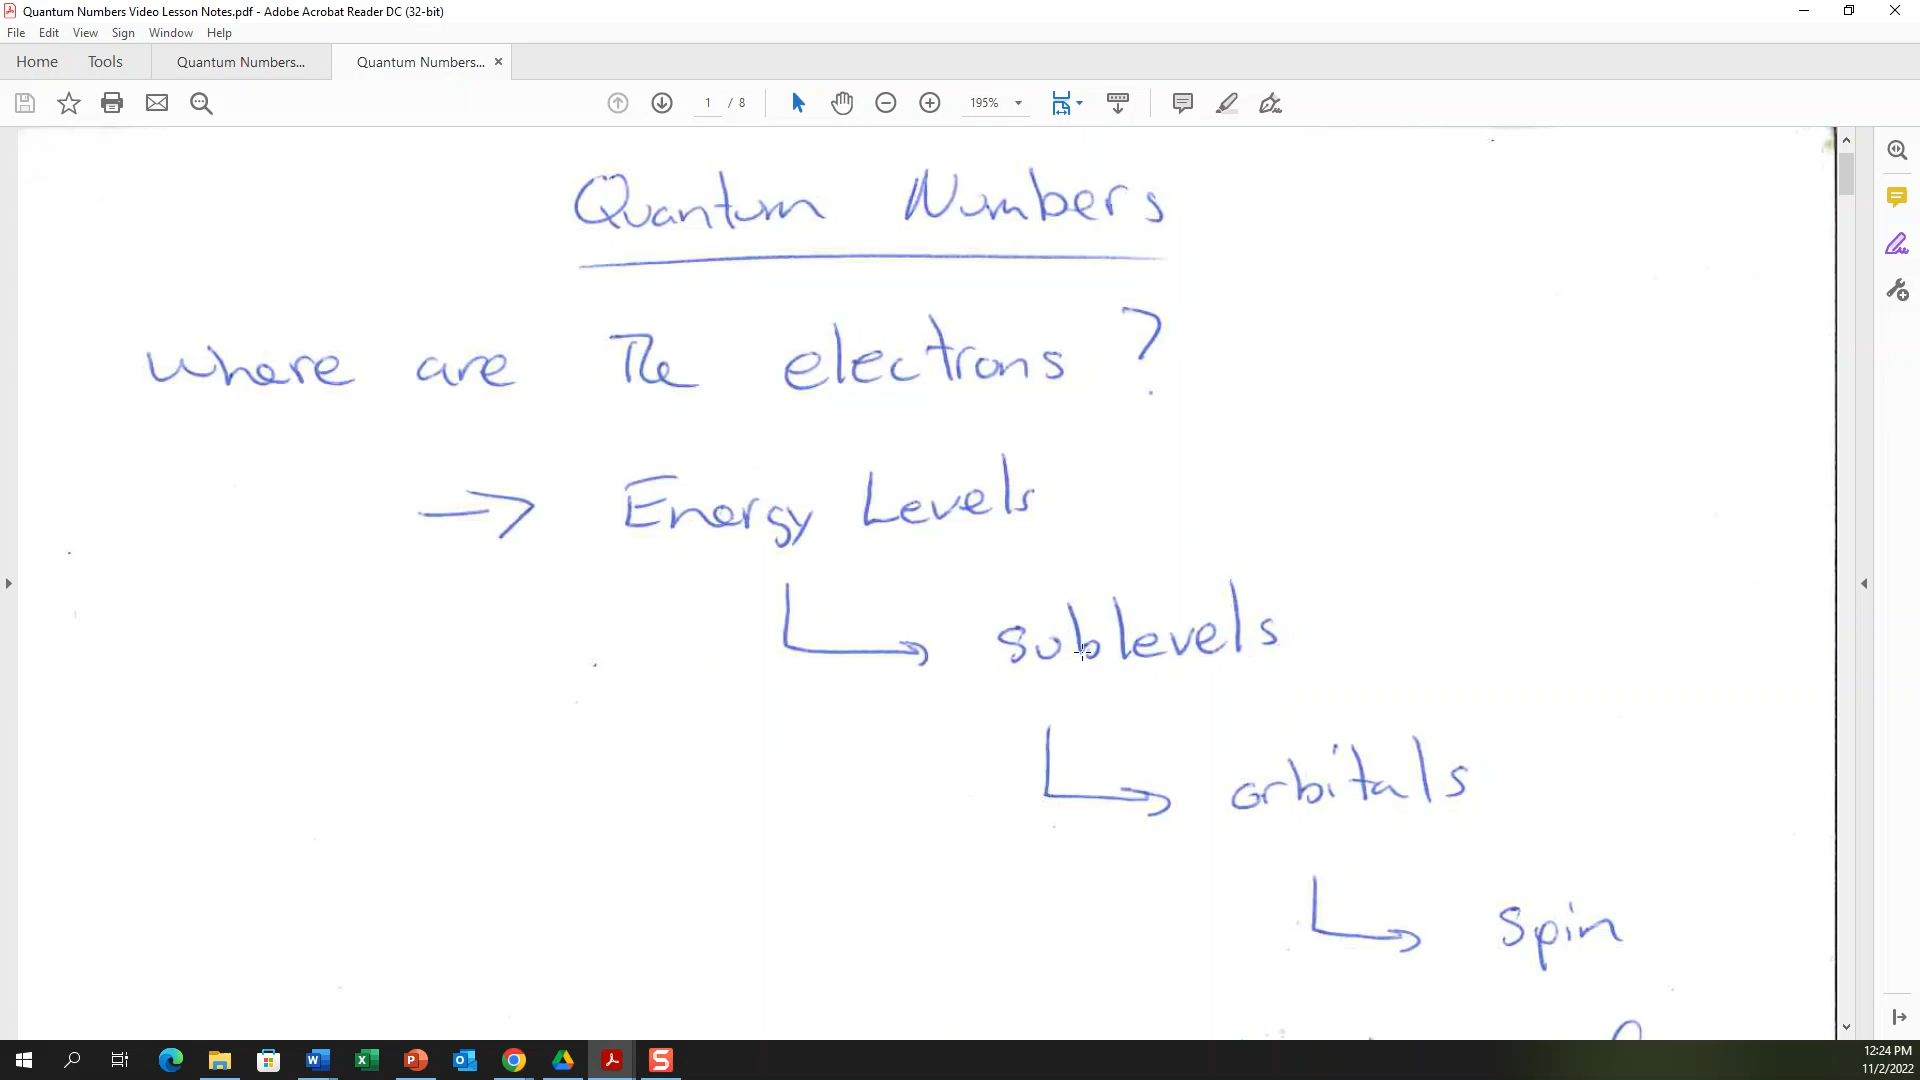 Quantum Numbers Video Lesson Notes.pdf - Adobe Acrobat Reader DC (32-bit)
File Edit View Sign Window Help
Home Tools Quantum Numbers... Quantum Numbers...
1 / 8 195%
Quantum Numbers
Where are The electrons ?
→ Energy Levels
sublevels
orbitals
spin
12:24 PM
11/2/2022